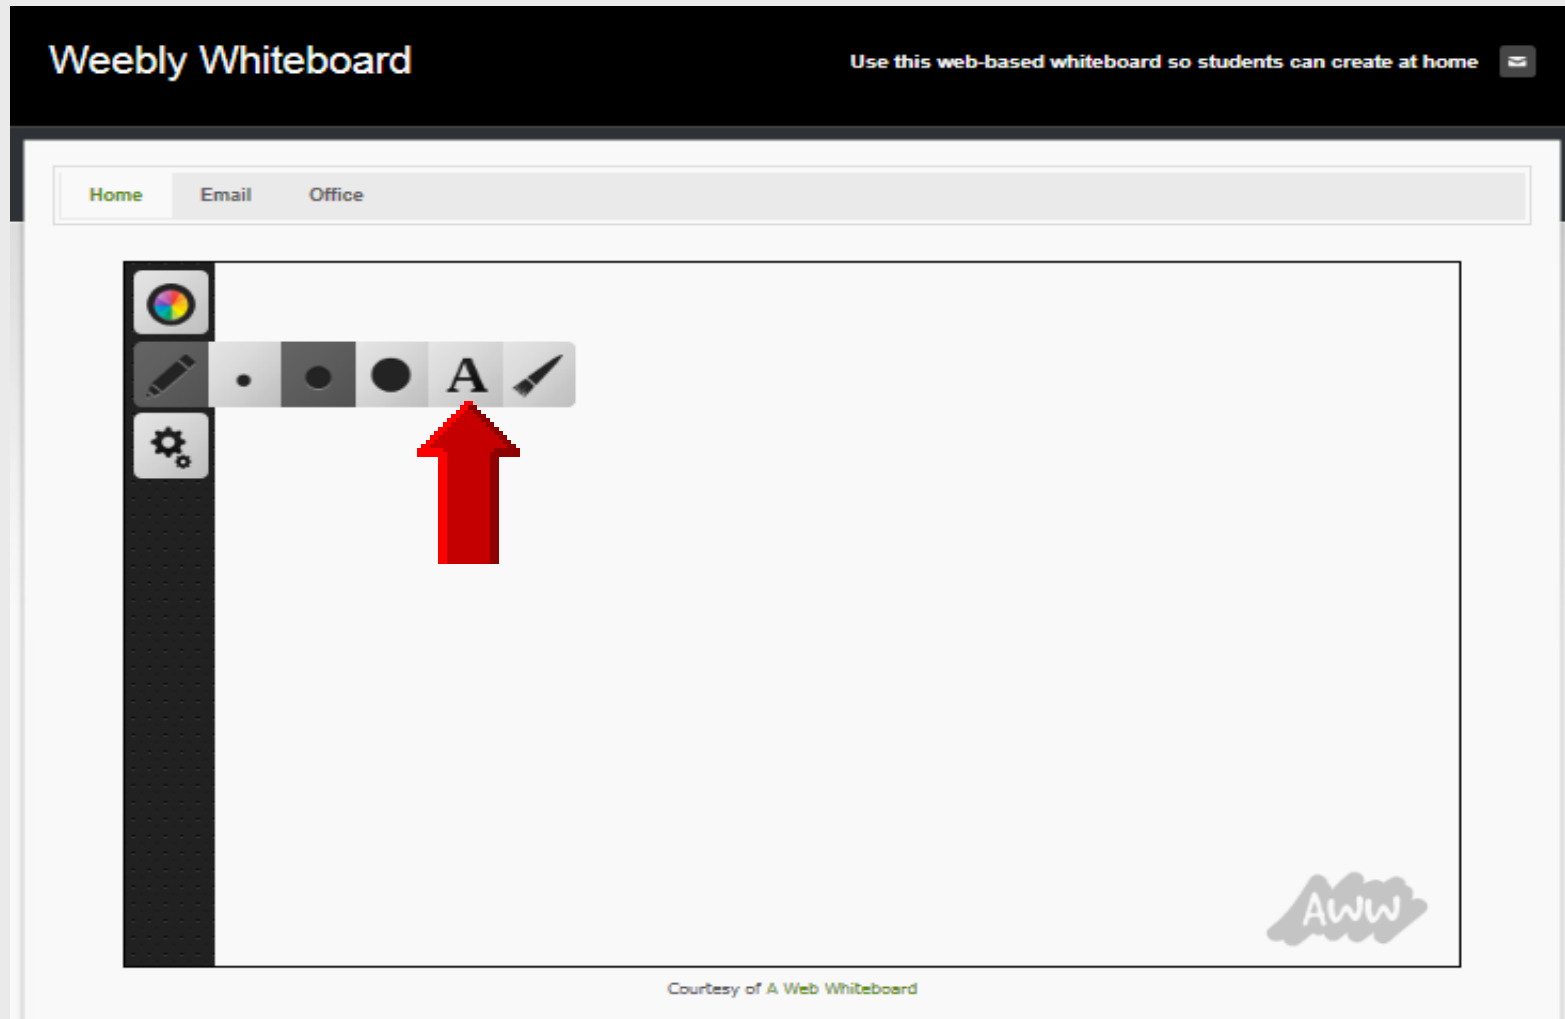 Weebly Whiteboard
Use this web-based whiteboard so students can create at home
Home Email Office
A
AWW
Courtesy of A Web Whiteboard